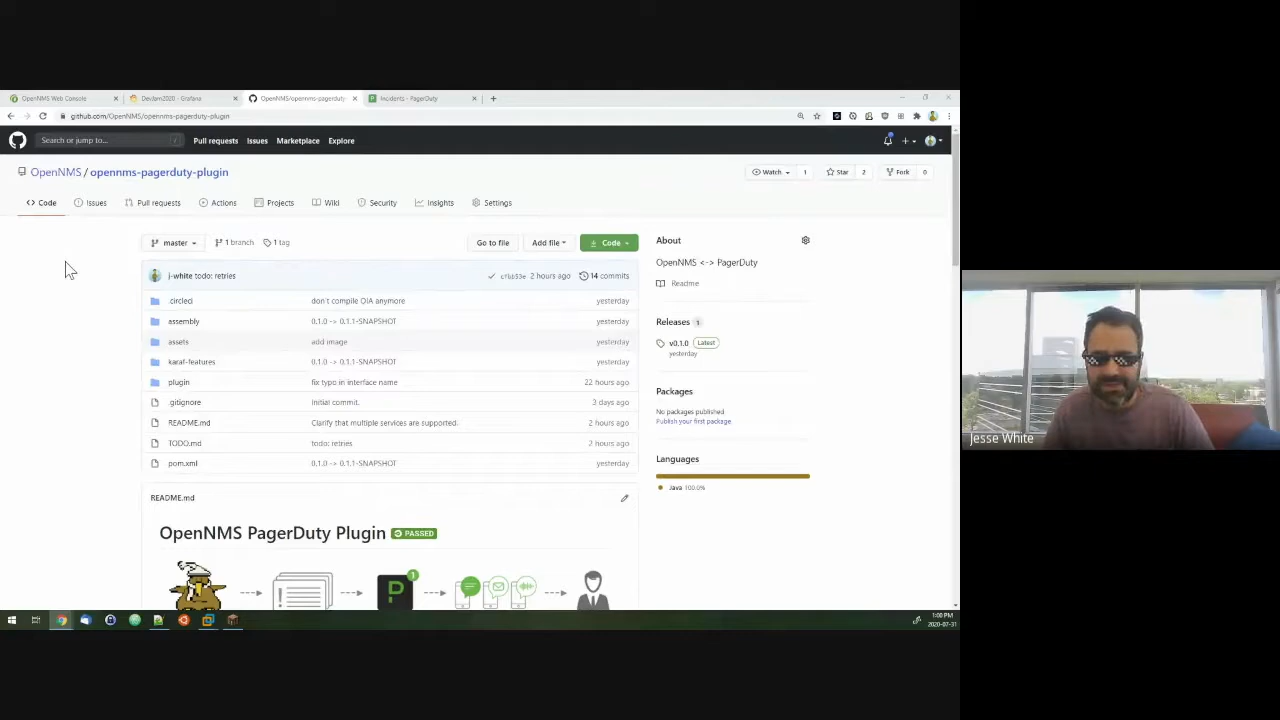 OpenNMS Web Console
DevJam2020 - Grafana
OpenNMS/opennms-pagerduty-
Incidents - PagerDuty
github.com/OpenNMS/opennms-pagerduty-plugin
Search or jump to...
/
Pull requests
Issues
Marketplace
Explore
OpenNMS / opennms-pagerduty-plugin
Watch 1
Star 2
Fork 0
Code
Issues
Pull requests
Actions
Projects
Wiki
Security
Insights
Settings
master
1 branch
1 tag
Go to file
Add file
Code
j-white todo: retries
2 hours ago
14 commits
.circleci don't compile OIA anymore yesterday
assembly 0.1.0 -> 0.1.1-SNAPSHOT yesterday
assets add image yesterday
karaf-features 0.1.0 -> 0.1.1-SNAPSHOT yesterday
plugin fix typo in interface name 22 hours ago
.gitignore Initial commit. 3 days ago
README.md Clarify that multiple services are supported. 2 hours ago
TODO.md todo: retries 2 hours ago
pom.xml 0.1.0 -> 0.1.1-SNAPSHOT yesterday
README.md
OpenNMS PagerDuty Plugin PASSED
P
1
About
OpenNMS <-> PagerDuty
Readme
Releases 1
v0.1.0 Latest
yesterday
Packages
No packages published
Publish your first package
Languages
Java 100.0%
1:00 PM
2020-07-31
Jesse White